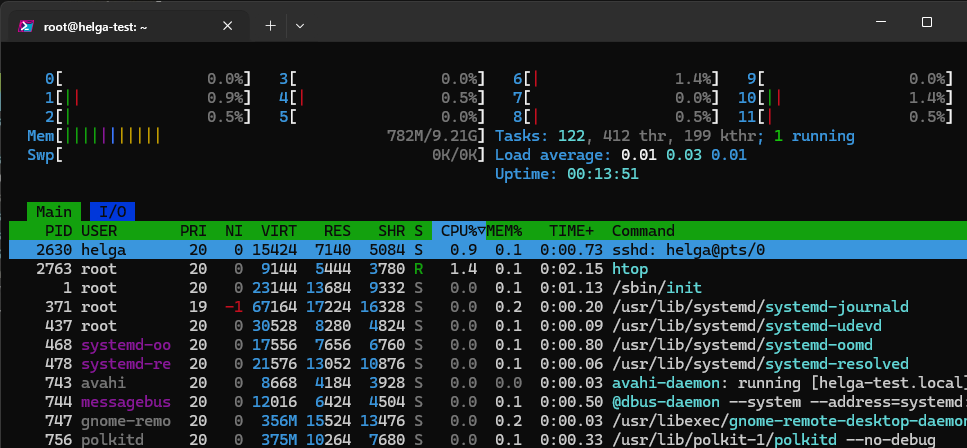 root@helga-test: ~
0[ 0.0%] 3[ 0.0%] 6[| 1.4%] 9[ 0.0%]
1[|| 0.9%] 4[| 0.5%] 7[ 0.0%] 10[|| 1.4%]
2[| 0.5%] 5[ 0.0%] 8[| 0.5%] 11[| 0.5%]
Mem[||||||||||| 782M/9.21G] Tasks: 122, 412 thr, 199 kthr; 1 running
Swp[ 0K/0K] Load average: 0.01 0.03 0.01
Uptime: 00:13:51
Main I/O
PID USER PRI NI VIRT RES SHR S CPU%▽MEM% TIME+ Command
2630 helga 20 0 15424 7140 5084 S 0.9 0.1 0:00.73 sshd: helga@pts/0
2763 root 20 0 9144 5444 3780 R 1.4 0.1 0:02.15 htop
1 root 20 0 23144 13684 9332 S 0.0 0.1 0:01.13 /sbin/init
371 root 19 -1 67164 17224 16328 S 0.0 0.2 0:00.20 /usr/lib/systemd/systemd-journald
437 root 20 0 30528 8280 4824 S 0.0 0.1 0:00.09 /usr/lib/systemd/systemd-udevd
468 systemd-oo 20 0 17556 7656 6760 S 0.0 0.1 0:00.80 /usr/lib/systemd/systemd-oomd
478 systemd-re 20 0 21576 13052 10876 S 0.0 0.1 0:00.06 /usr/lib/systemd/systemd-resolved
743 avahi 20 0 8668 4184 3928 S 0.0 0.0 0:00.03 avahi-daemon: running [helga-test.local]
744 messagebus 20 0 12016 6424 4504 S 0.0 0.1 0:00.50 @dbus-daemon --system --address=systemd:
747 gnome-remo 20 0 356M 15524 13476 S 0.0 0.2 0:00.03 /usr/libexec/gnome-remote-desktop-daemon
756 polkitd 20 0 375M 10264 7680 S 0.0 0.1 0:00.33 /usr/lib/polkit-1/polkitd --no-debug